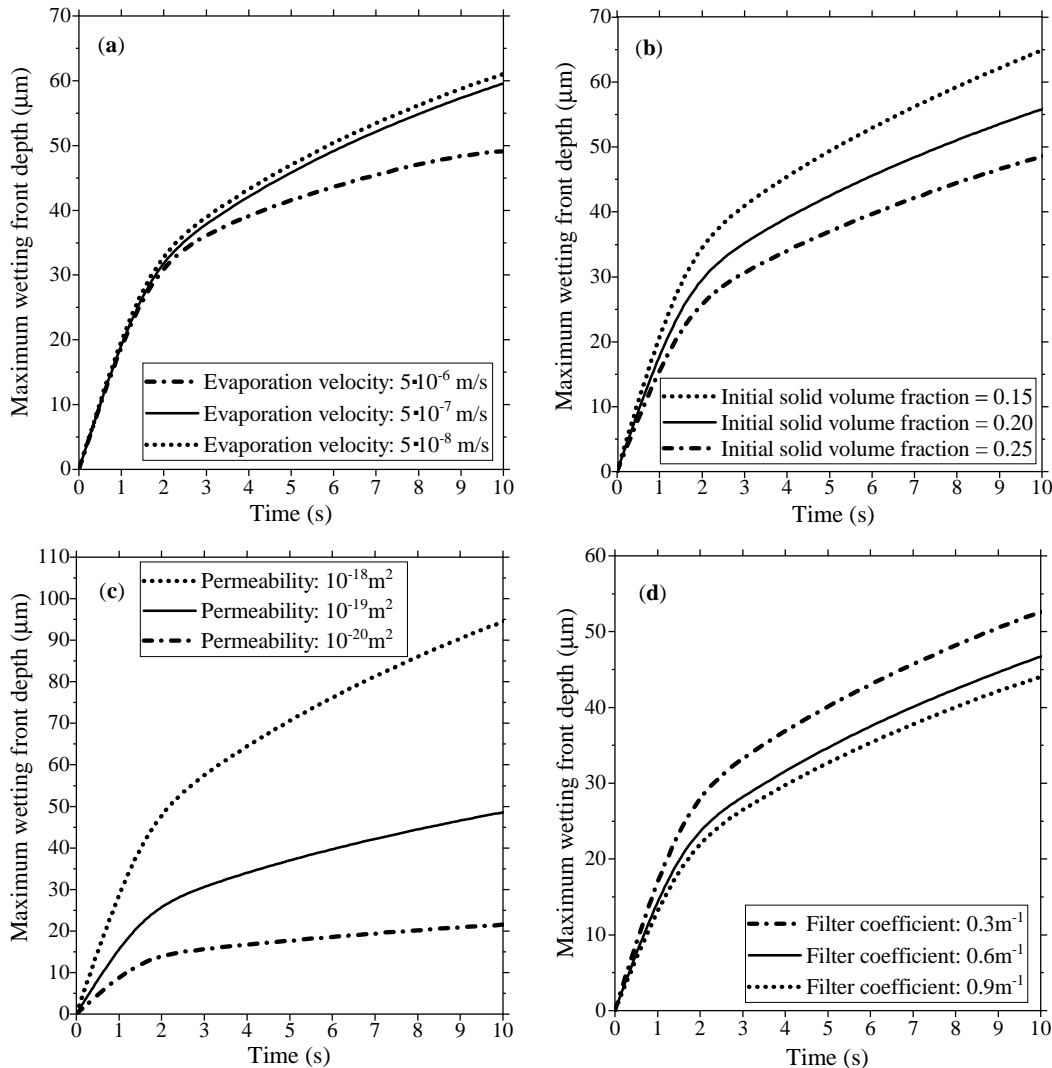 (a)
Maximum wetting front depth (μm)
70
60
50
40
30
20
10
0
Evaporation velocity: 5▪10⁻⁶ m/s
Evaporation velocity: 5▪10⁻⁷ m/s
Evaporation velocity: 5▪10⁻⁸ m/s
0 1 2 3 4 5 6 7 8 9 10
Time (s)
(b)
Maximum wetting front depth (μm)
70
60
50
40
30
20
10
0
Initial solid volume fraction = 0.15
Initial solid volume fraction = 0.20
Initial solid volume fraction = 0.25
0 1 2 3 4 5 6 7 8 9 10
Time (s)
(c)
Maximum wetting front depth (μm)
110
100
90
80
70
60
50
40
30
20
10
0
Permeability: 10⁻¹⁸m²
Permeability: 10⁻¹⁹m²
Permeability: 10⁻²⁰m²
0 1 2 3 4 5 6 7 8 9 10
Time (s)
(d)
Maximum wetting front depth (μm)
60
50
40
30
20
10
0
Filter coefficient: 0.3m⁻¹
Filter coefficient: 0.6m⁻¹
Filter coefficient: 0.9m⁻¹
0 1 2 3 4 5 6 7 8 9 10
Time (s)